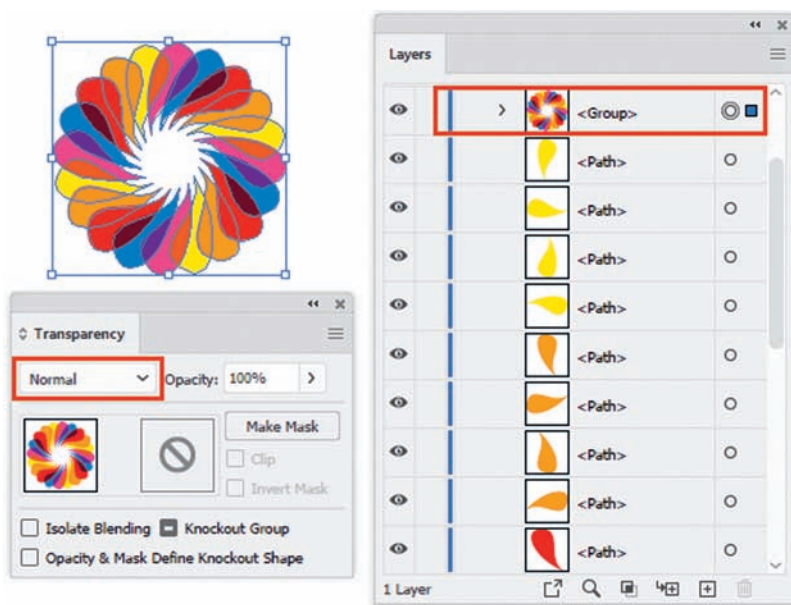 Layers
<Group>
<Path>
<Path>
<Path>
<Path>
<Path>
<Path>
<Path>
<Path>
<Path>
1 Layer
Transparency
Normal
Opacity: 100%
Make Mask
Clip
Invert Mask
Isolate Blending
Knockout Group
Opacity & Mask Define Knockout Shape